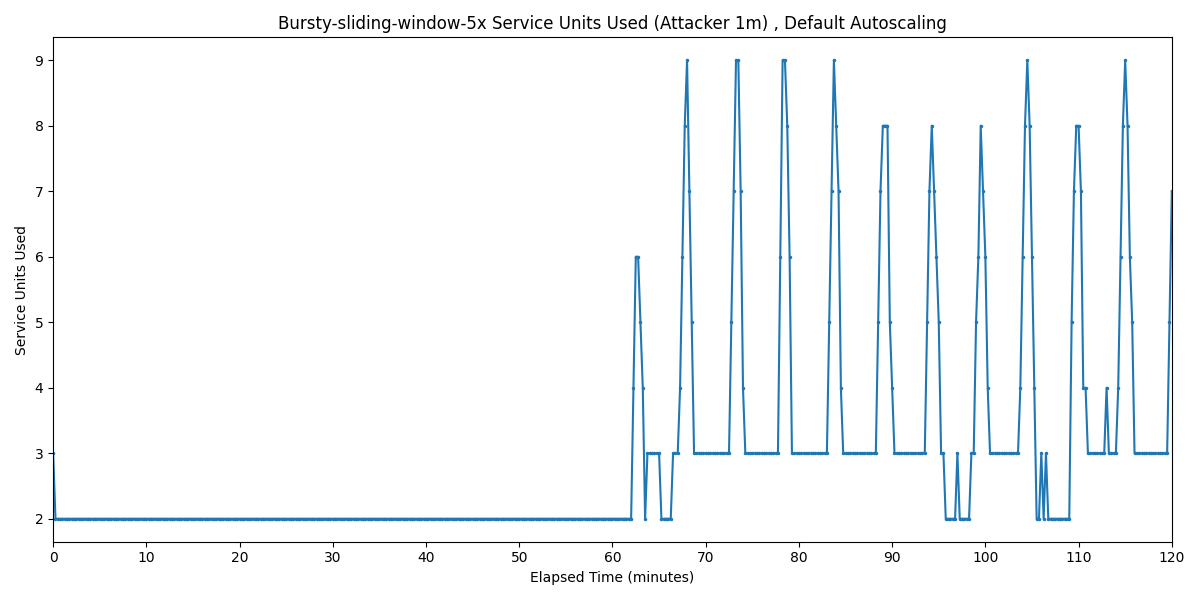 Bursty-sliding-window-5x Service Units Used (Attacker 1m) , Default Autoscaling
Service Units Used
9
8
7
6
5
4
3
2
0 10 20 30 40 50 60 70 80 90 100 110 120
Elapsed Time (minutes)